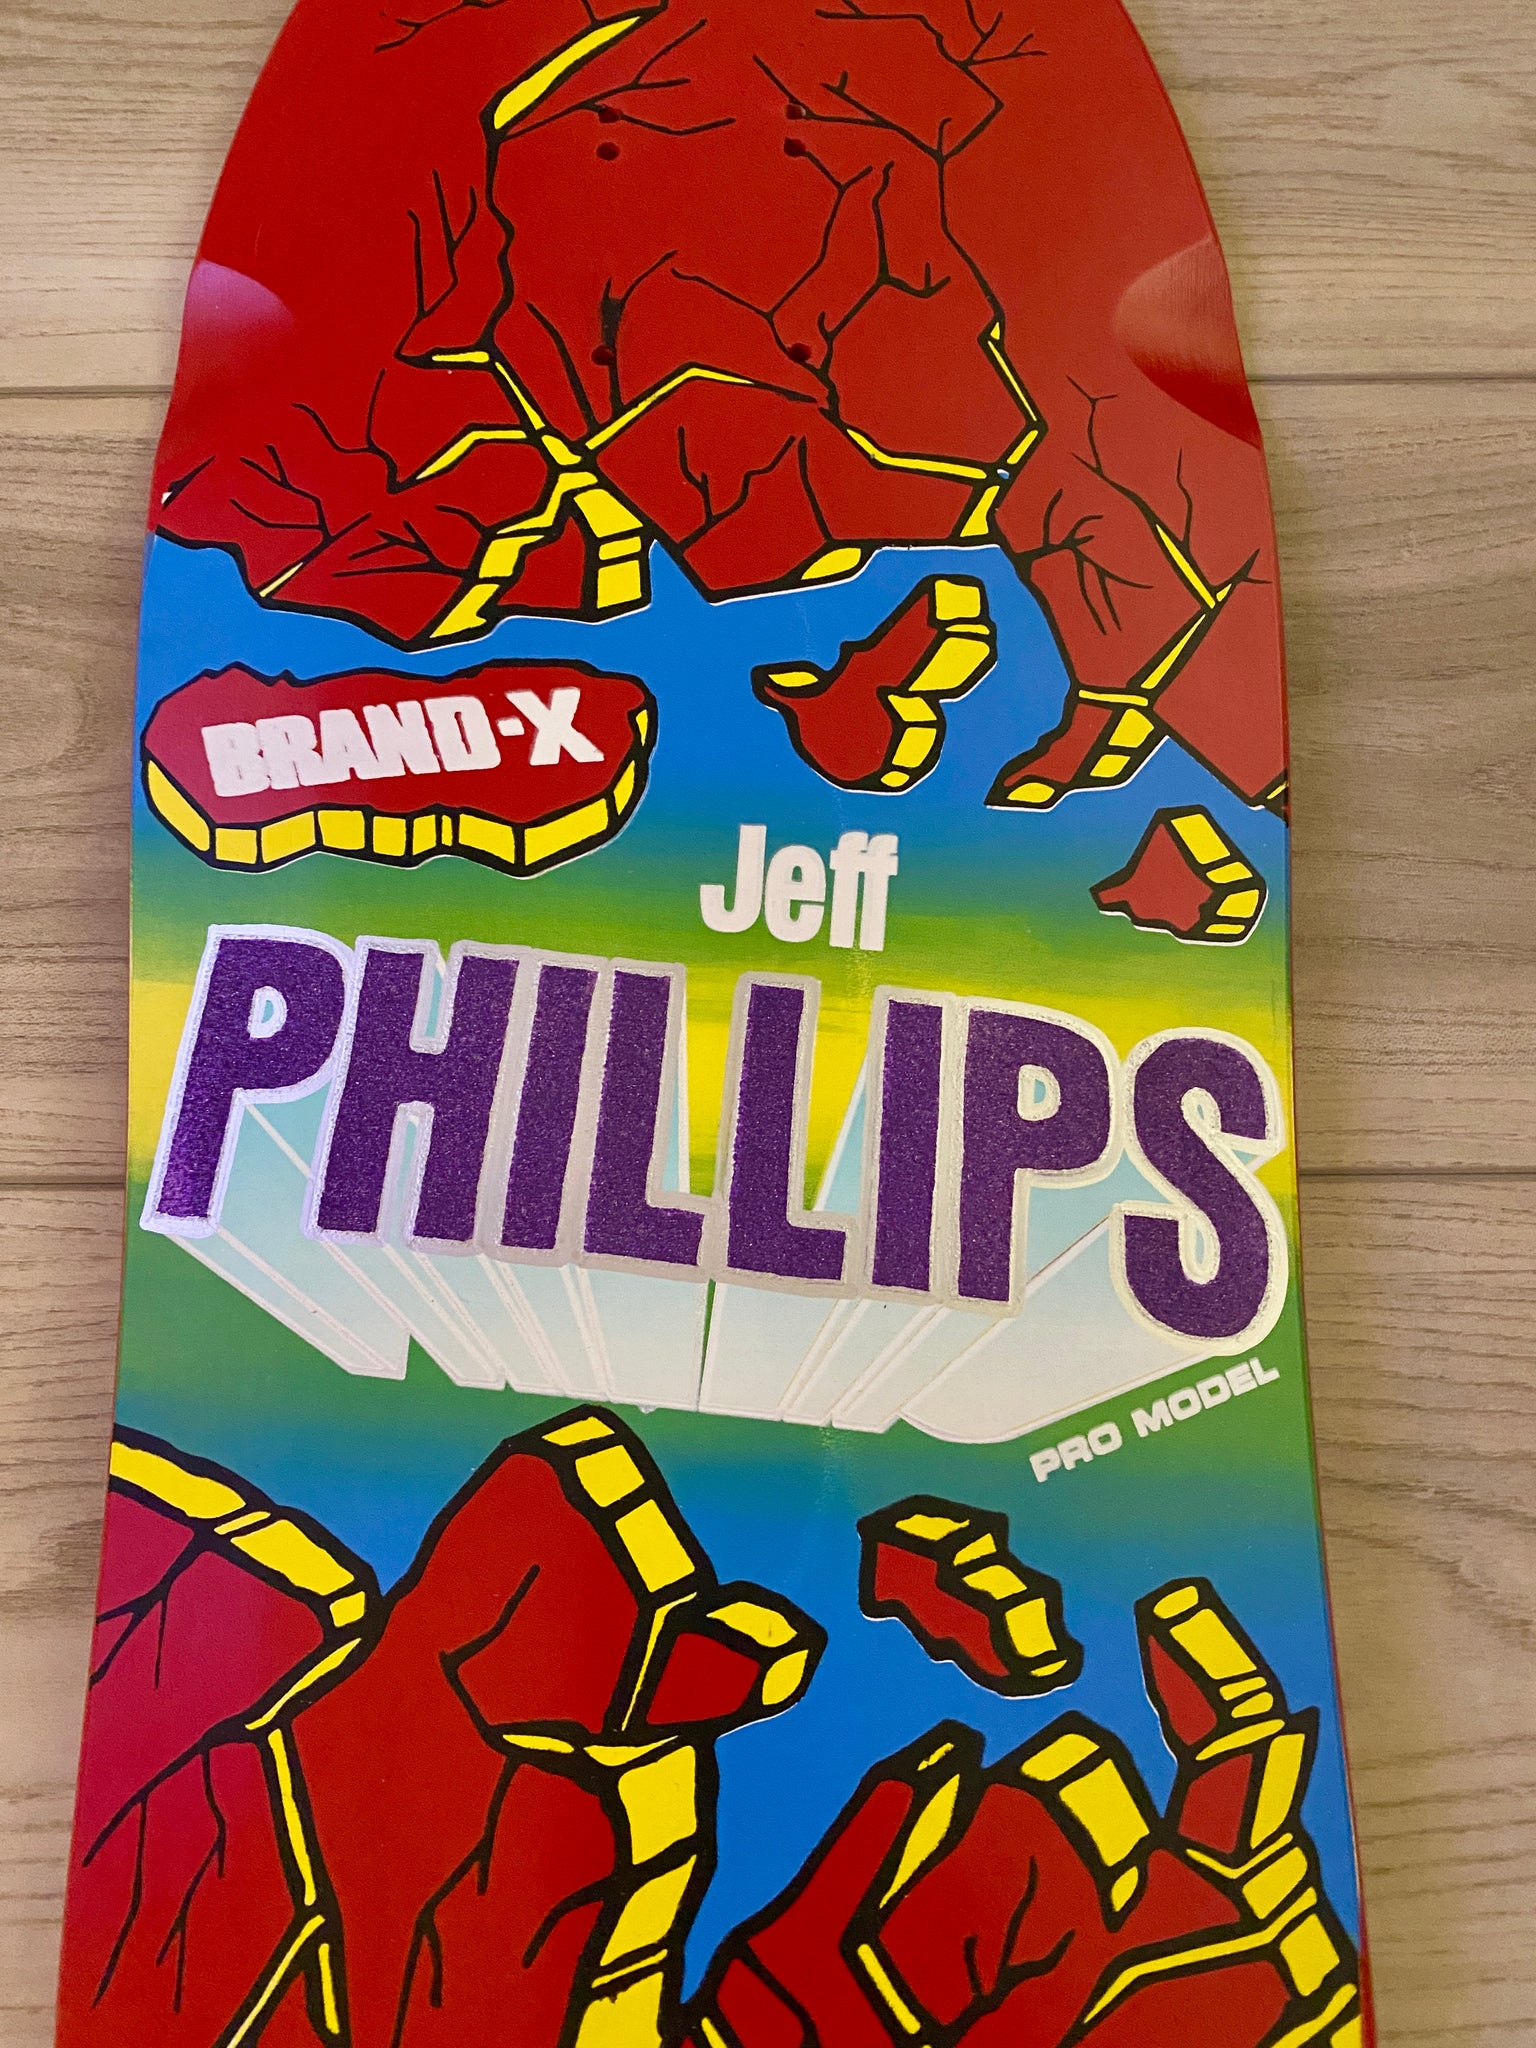 BRAND-X
Jeff
PHILLIPS
PRO MODEL